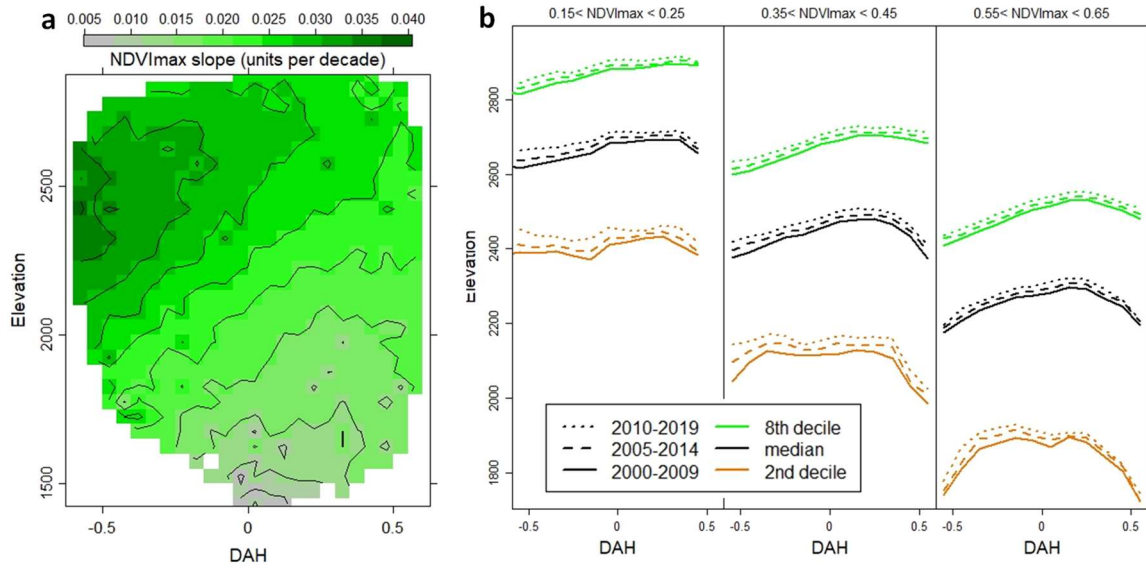 a
0.005 0.010 0.015 0.020 0.025 0.030 0.035 0.040
NDVImax slope (units per decade)
Elevation
2500
2000
1500
-0.5 0 0.5
DAH
b
0.15< NDVImax < 0.25 0.35< NDVImax < 0.45 0.55< NDVImax < 0.65
Elevation Elevation Elevation
2800
2600
2400
2200
2000
1800
2010-2019 8th decile
2005-2014 median
2000-2009 2nd decile
-0.5 0 0.5 -0.5 0 0.5 -0.5 0 0.5
DAH DAH DAH